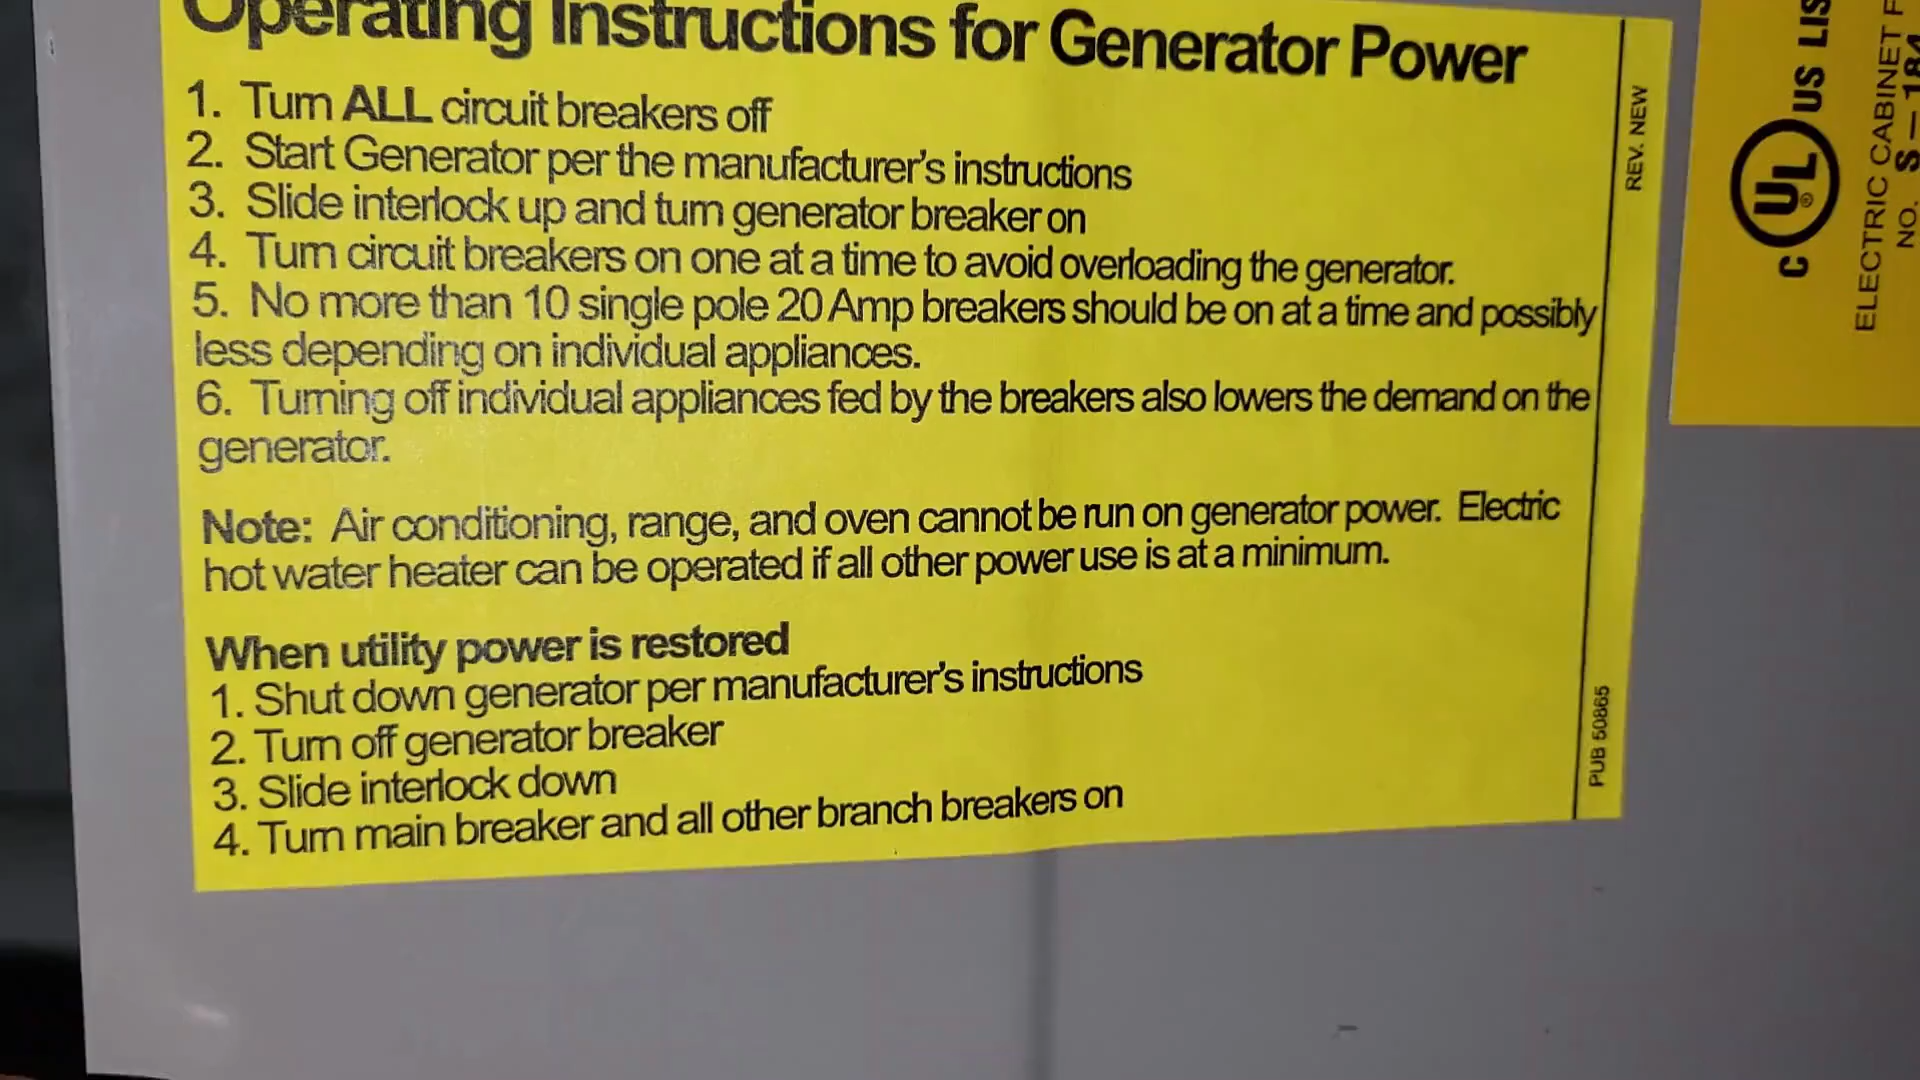 Operating Instructions for Generator Power
1. Turn ALL circuit breakers off
2. Start Generator per the manufacturer's instructions
3. Slide interlock up and turn generator breaker on
4. Turn circuit breakers on one at a time to avoid overloading the generator.
5. No more than 10 single pole 20 Amp breakers should be on at a time and possibly
less depending on individual appliances.
6. Turning off individual appliances fed by the breakers also lowers the demand on the
generator.
Note: Air conditioning, range, and oven cannot be run on generator power. Electric
hot water heater can be operated if all other power use is at a minimum.
When utility power is restored
1. Shut down generator per manufacturer's instructions
2. Turn off generator breaker
3. Slide interlock down
4. Turn main breaker and all other branch breakers on
REV. NEW
PUB 50865
C UL ® US LIS
ELECTRIC CABINET F
NO. S-184